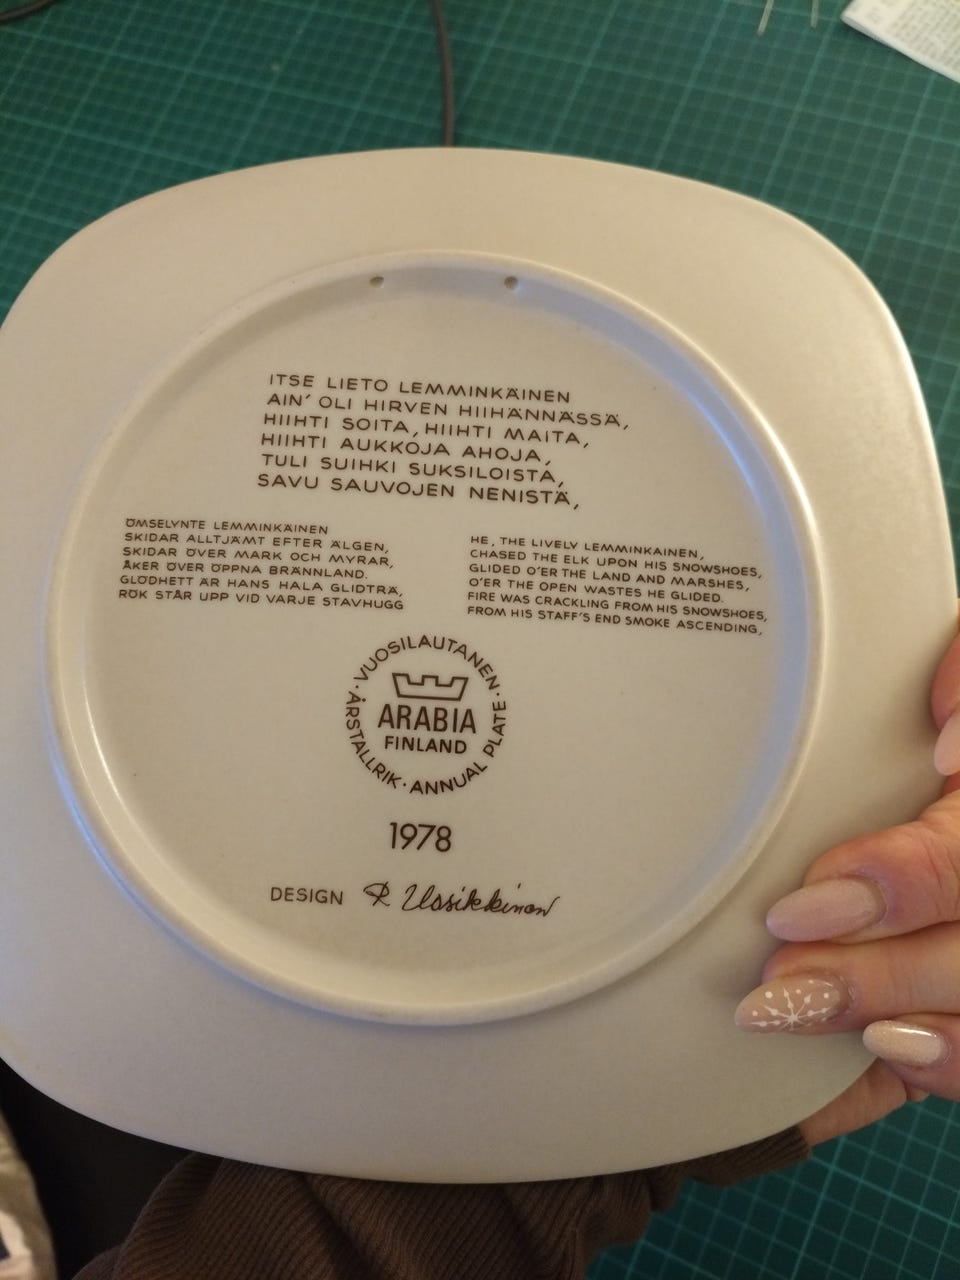 ITSE LIETO LEMMINKÄINEN
AIN' OLI HIRVEN HIIHÄNNÄSSÄ,
HIIHTI SOITA, HIIHTI MAITA,
HIIHTI AUKKOJA AHOJA,
TULI SUIHKI SUKSILOISTA,
SAVU SAUVOJEN NENISTÄ,
ÖMSELYNTE LEMMINKÄINEN
SKIDAR ALLTJÄMT EFTER ÄLGEN,
SKIDAR ÖVER MARK OCH MYRAR,
ÅKER ÖVER ÖPPNA BRÄNNLAND.
GLÖDHETT ÄR HANS HALA GLIDTRÄ,
RÖK STÅR UPP VID VARJE STAVHUGG
HE, THE LIVELY LEMMINKAINEN,
CHASED THE ELK UPON HIS SNOWSHOES,
GLIDED O'ER THE LAND AND MARSHES,
O'ER THE OPEN WASTES HE GLIDED.
FIRE WAS CRACKLING FROM HIS SNOWSHOES,
FROM HIS STAFF'S END SMOKE ASCENDING,
· VUOSILAUTANEN · ANNUAL PLATE · ÅRSTALLRIK
ARABIA
FINLAND
1978
DESIGN R Uosikkinen